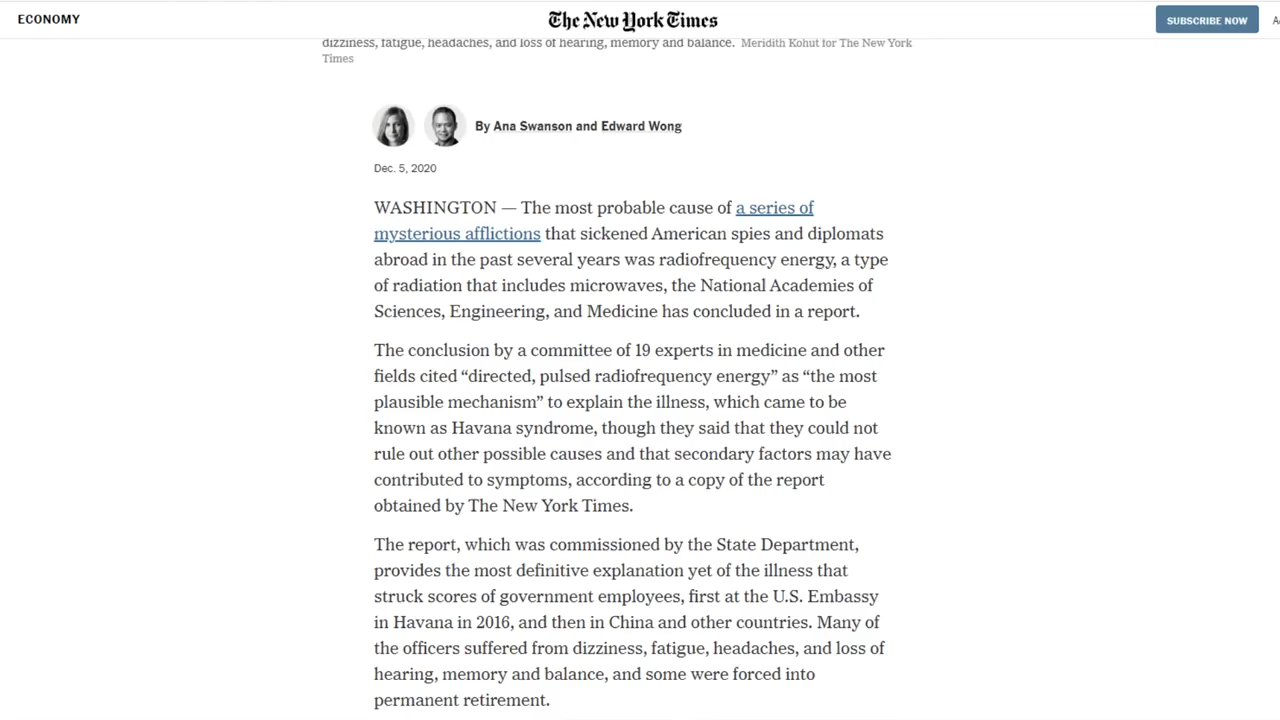 ECONOMY
The New York Times
SUBSCRIBE NOW
dizziness, fatigue, headaches, and loss of hearing, memory and balance. Meridith Kohut for The New York
Times
By Ana Swanson and Edward Wong
Dec. 5, 2020
WASHINGTON — The most probable cause of a series of
mysterious afflictions that sickened American spies and diplomats
abroad in the past several years was radiofrequency energy, a type
of radiation that includes microwaves, the National Academies of
Sciences, Engineering, and Medicine has concluded in a report.
The conclusion by a committee of 19 experts in medicine and other
fields cited “directed, pulsed radiofrequency energy” as “the most
plausible mechanism” to explain the illness, which came to be
known as Havana syndrome, though they said that they could not
rule out other possible causes and that secondary factors may have
contributed to symptoms, according to a copy of the report
obtained by The New York Times.
The report, which was commissioned by the State Department,
provides the most definitive explanation yet of the illness that
struck scores of government employees, first at the U.S. Embassy
in Havana in 2016, and then in China and other countries. Many of
the officers suffered from dizziness, fatigue, headaches, and loss of
hearing, memory and balance, and some were forced into
permanent retirement.